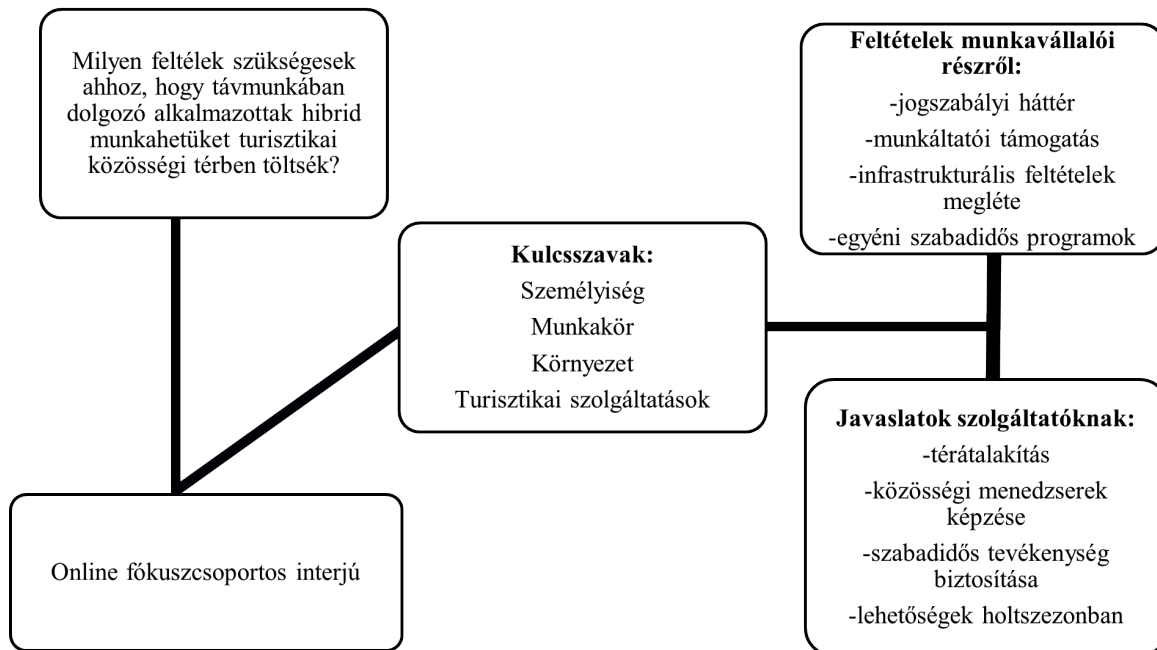 Milyen feltélek szükségesek
ahhoz, hogy távmunkában
dolgozó alkalmazottak hibrid
munkahetüket turisztikai
közösségi térben töltsék?
Online fókuszcsoportos interjú
Kulcsszavak:
Személyiség
Munkakör
Környezet
Turisztikai szolgáltatások
Feltételek munkavállalói
részről:
-jogszabályi háttér
-munkáltatói támogatás
-infrastrukturális feltételek
megléte
-egyéni szabadidős programok
Javaslatok szolgáltatóknak:
-térátalakítás
-közösségi menedzserek
képzése
-szabadidős tevékenység
biztosítása
-lehetőségek holtszezonban